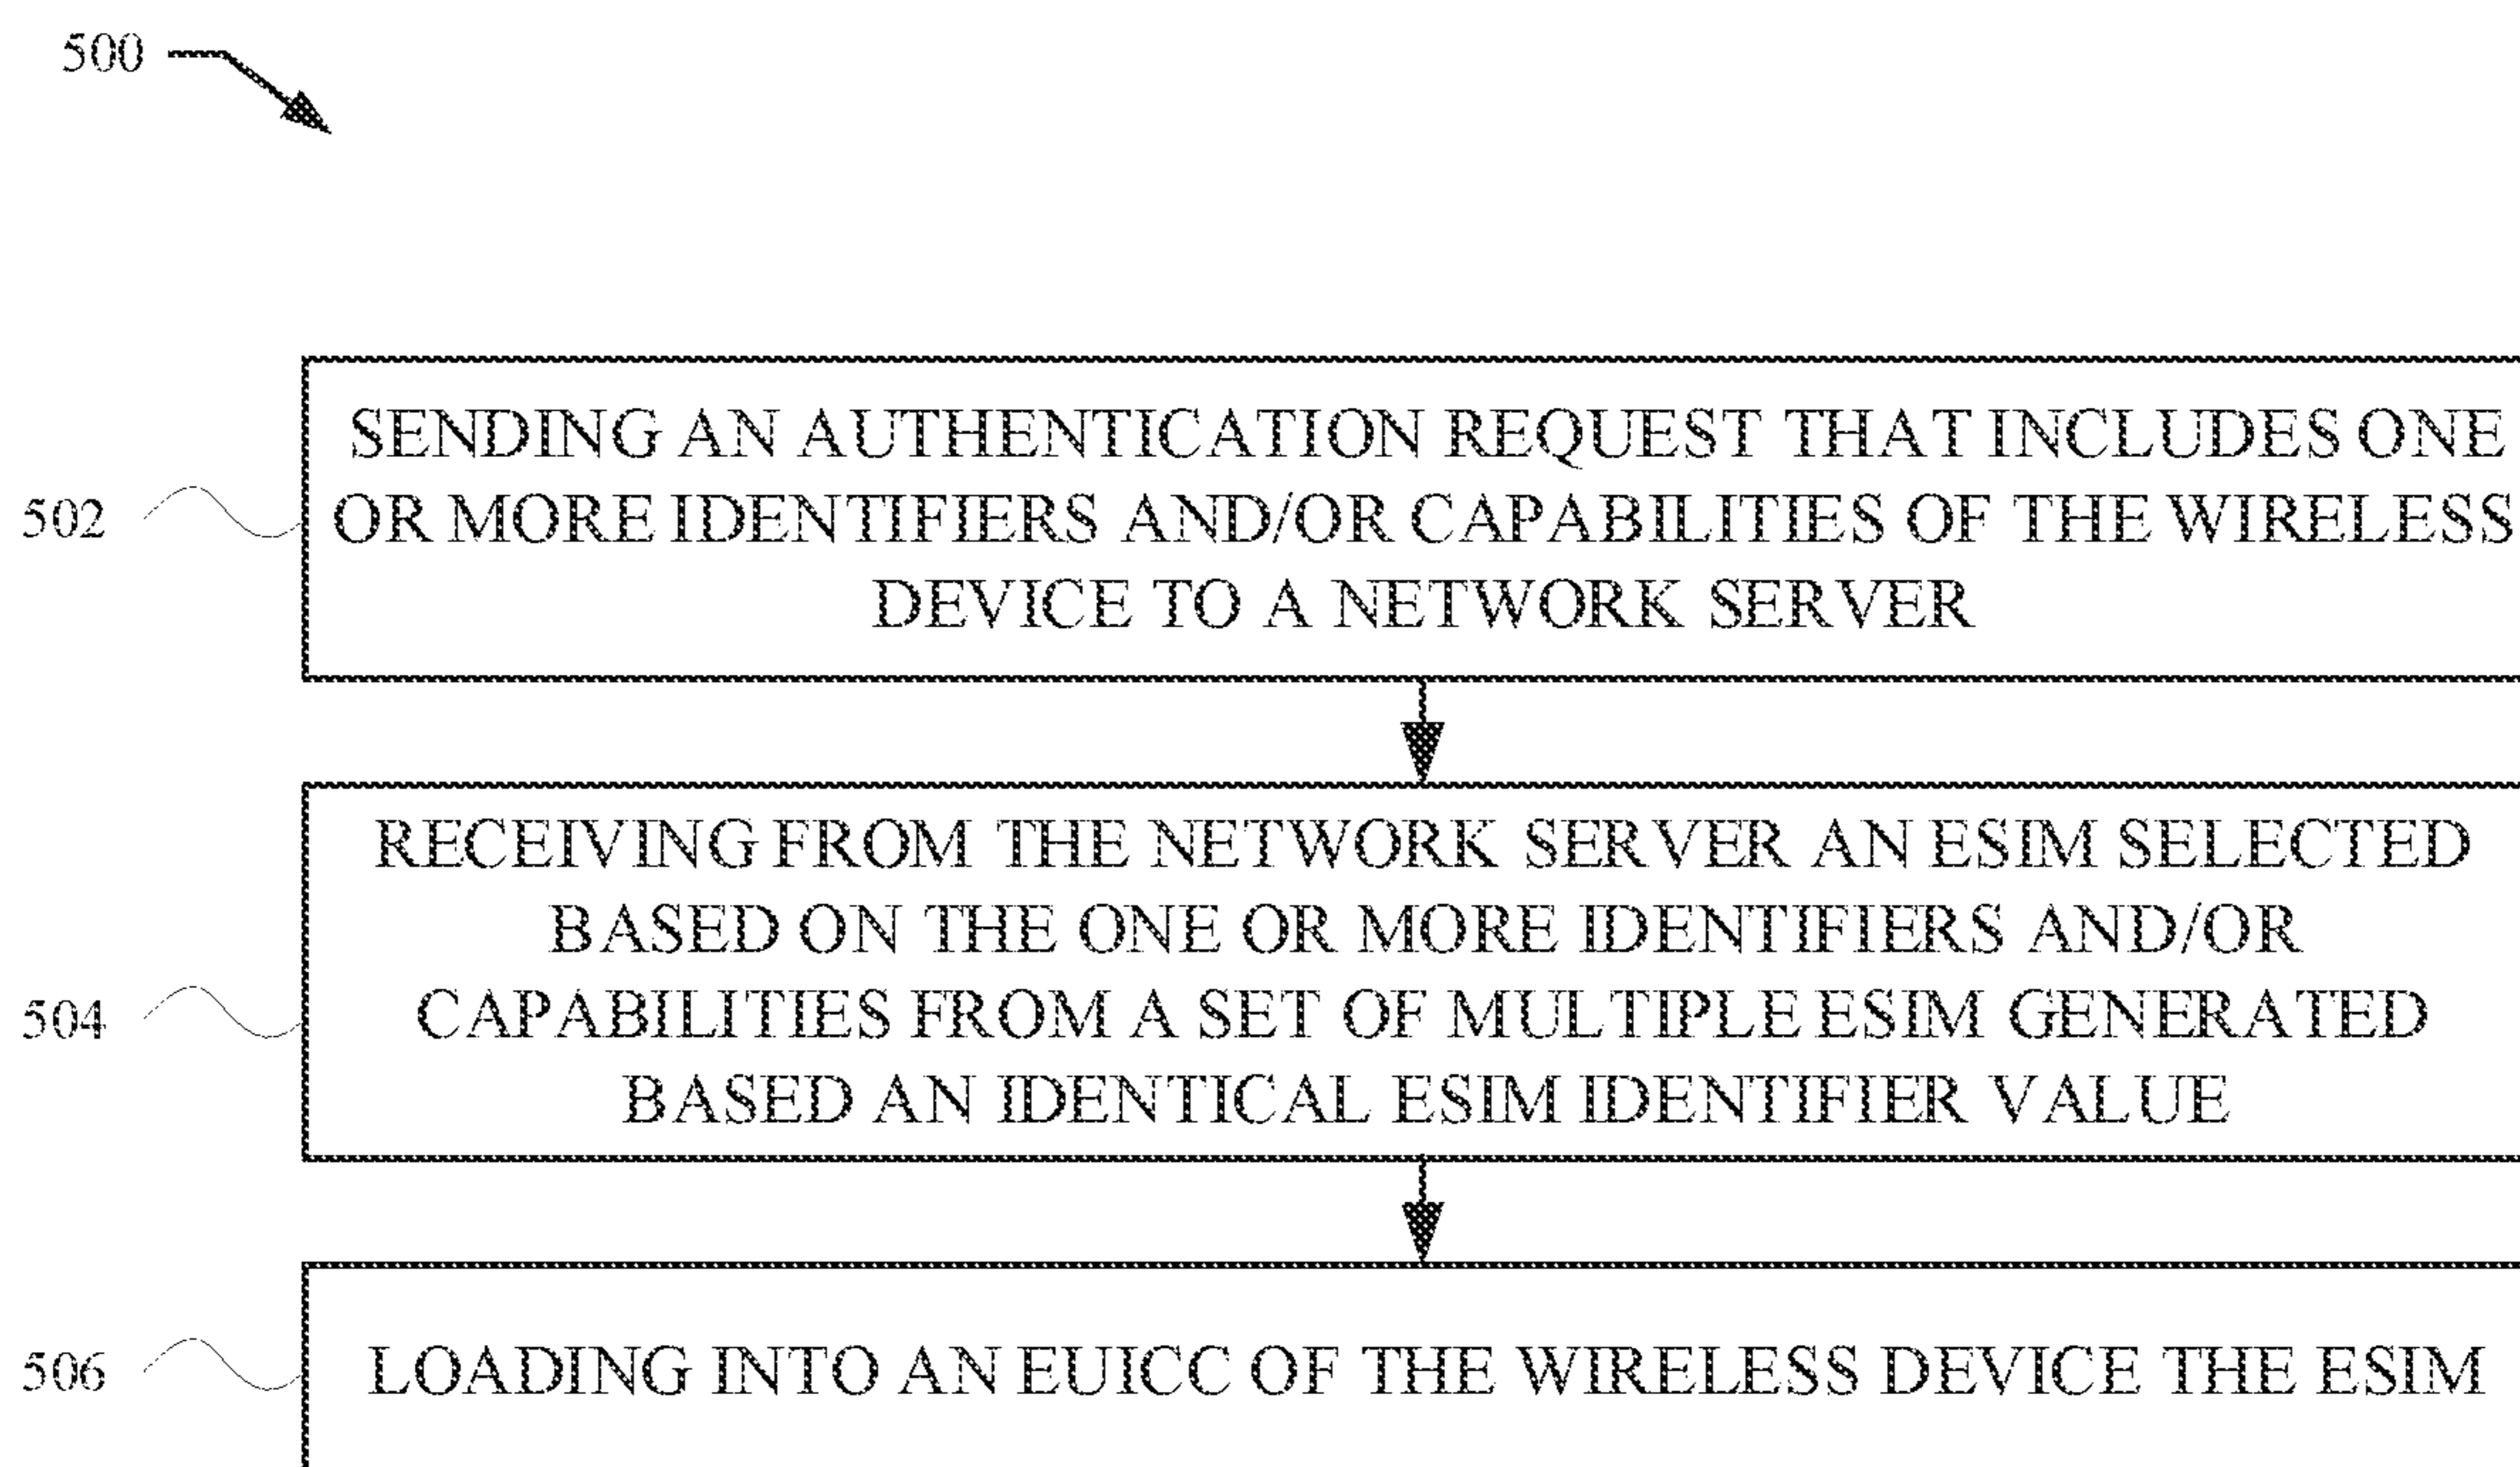 500
SENDING AN AUTHENTICATION REQUEST THAT INCLUDES ONE
502 OR MORE IDENTIFIERS AND/OR CAPABILITIES OF THE WIRELESS
DEVICE TO A NETWORK SERVER
RECEIVING FROM THE NETWORK SERVER AN ESIM SELECTED
BASED ON THE ONE OR MORE IDENTIFIERS AND/OR
504 CAPABILITIES FROM A SET OF MULTIPLE ESIM GENERATED
BASED AN IDENTICAL ESIM IDENTIFIER VALUE
506 LOADING INTO AN EUICC OF THE WIRELESS DEVICE THE ESIM